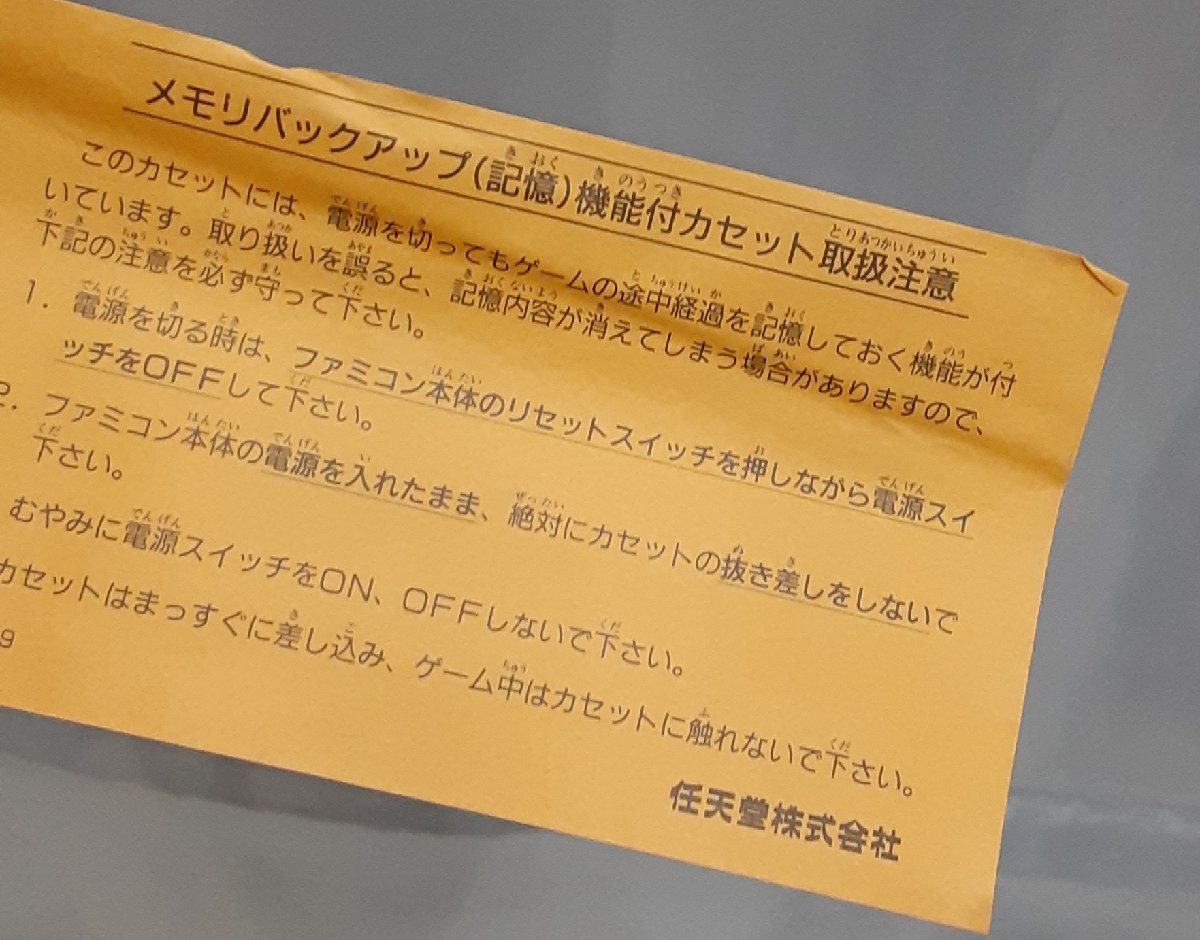 メモリバックアップ(記憶)機能付カセット取扱注意
このカセットには、電源を切ってもゲームの途中経過を記憶しておく機能が付
いています。取り扱いを誤ると、記憶内容が消えてしまう場合がありますので、
下記の注意を必ず守って下さい。
1. 電源を切る時は、ファミコン本体のリセットスイッチを押しながら電源スイ
ッチをOFFして下さい。
2. ファミコン本体の電源を入れたまま、絶対にカセットの抜き差しをしないで
下さい。
むやみに電源スイッチをON、OFFしないで下さい。
カセットはまっすぐに差し込み、ゲーム中はカセットに触れないで下さい。
9
任天堂株式会社